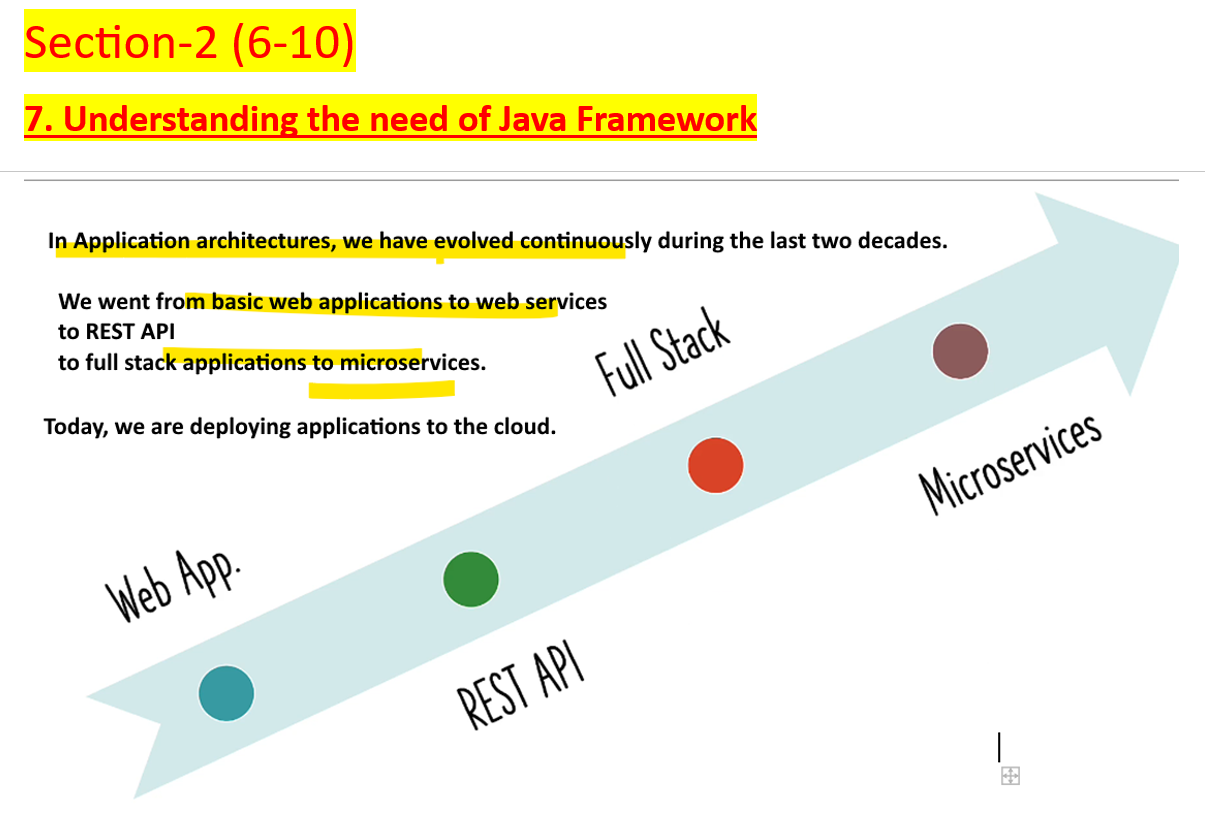 Section-2 (6-10)
7. Understanding the need of Java Framework
In Application architectures, we have evolved continuously during the last two decades.
We went from basic web applications to web services
to REST API
to full stack applications to microservices.
Today, we are deploying applications to the cloud.
Full Stack
Microservices
Web App.
REST API